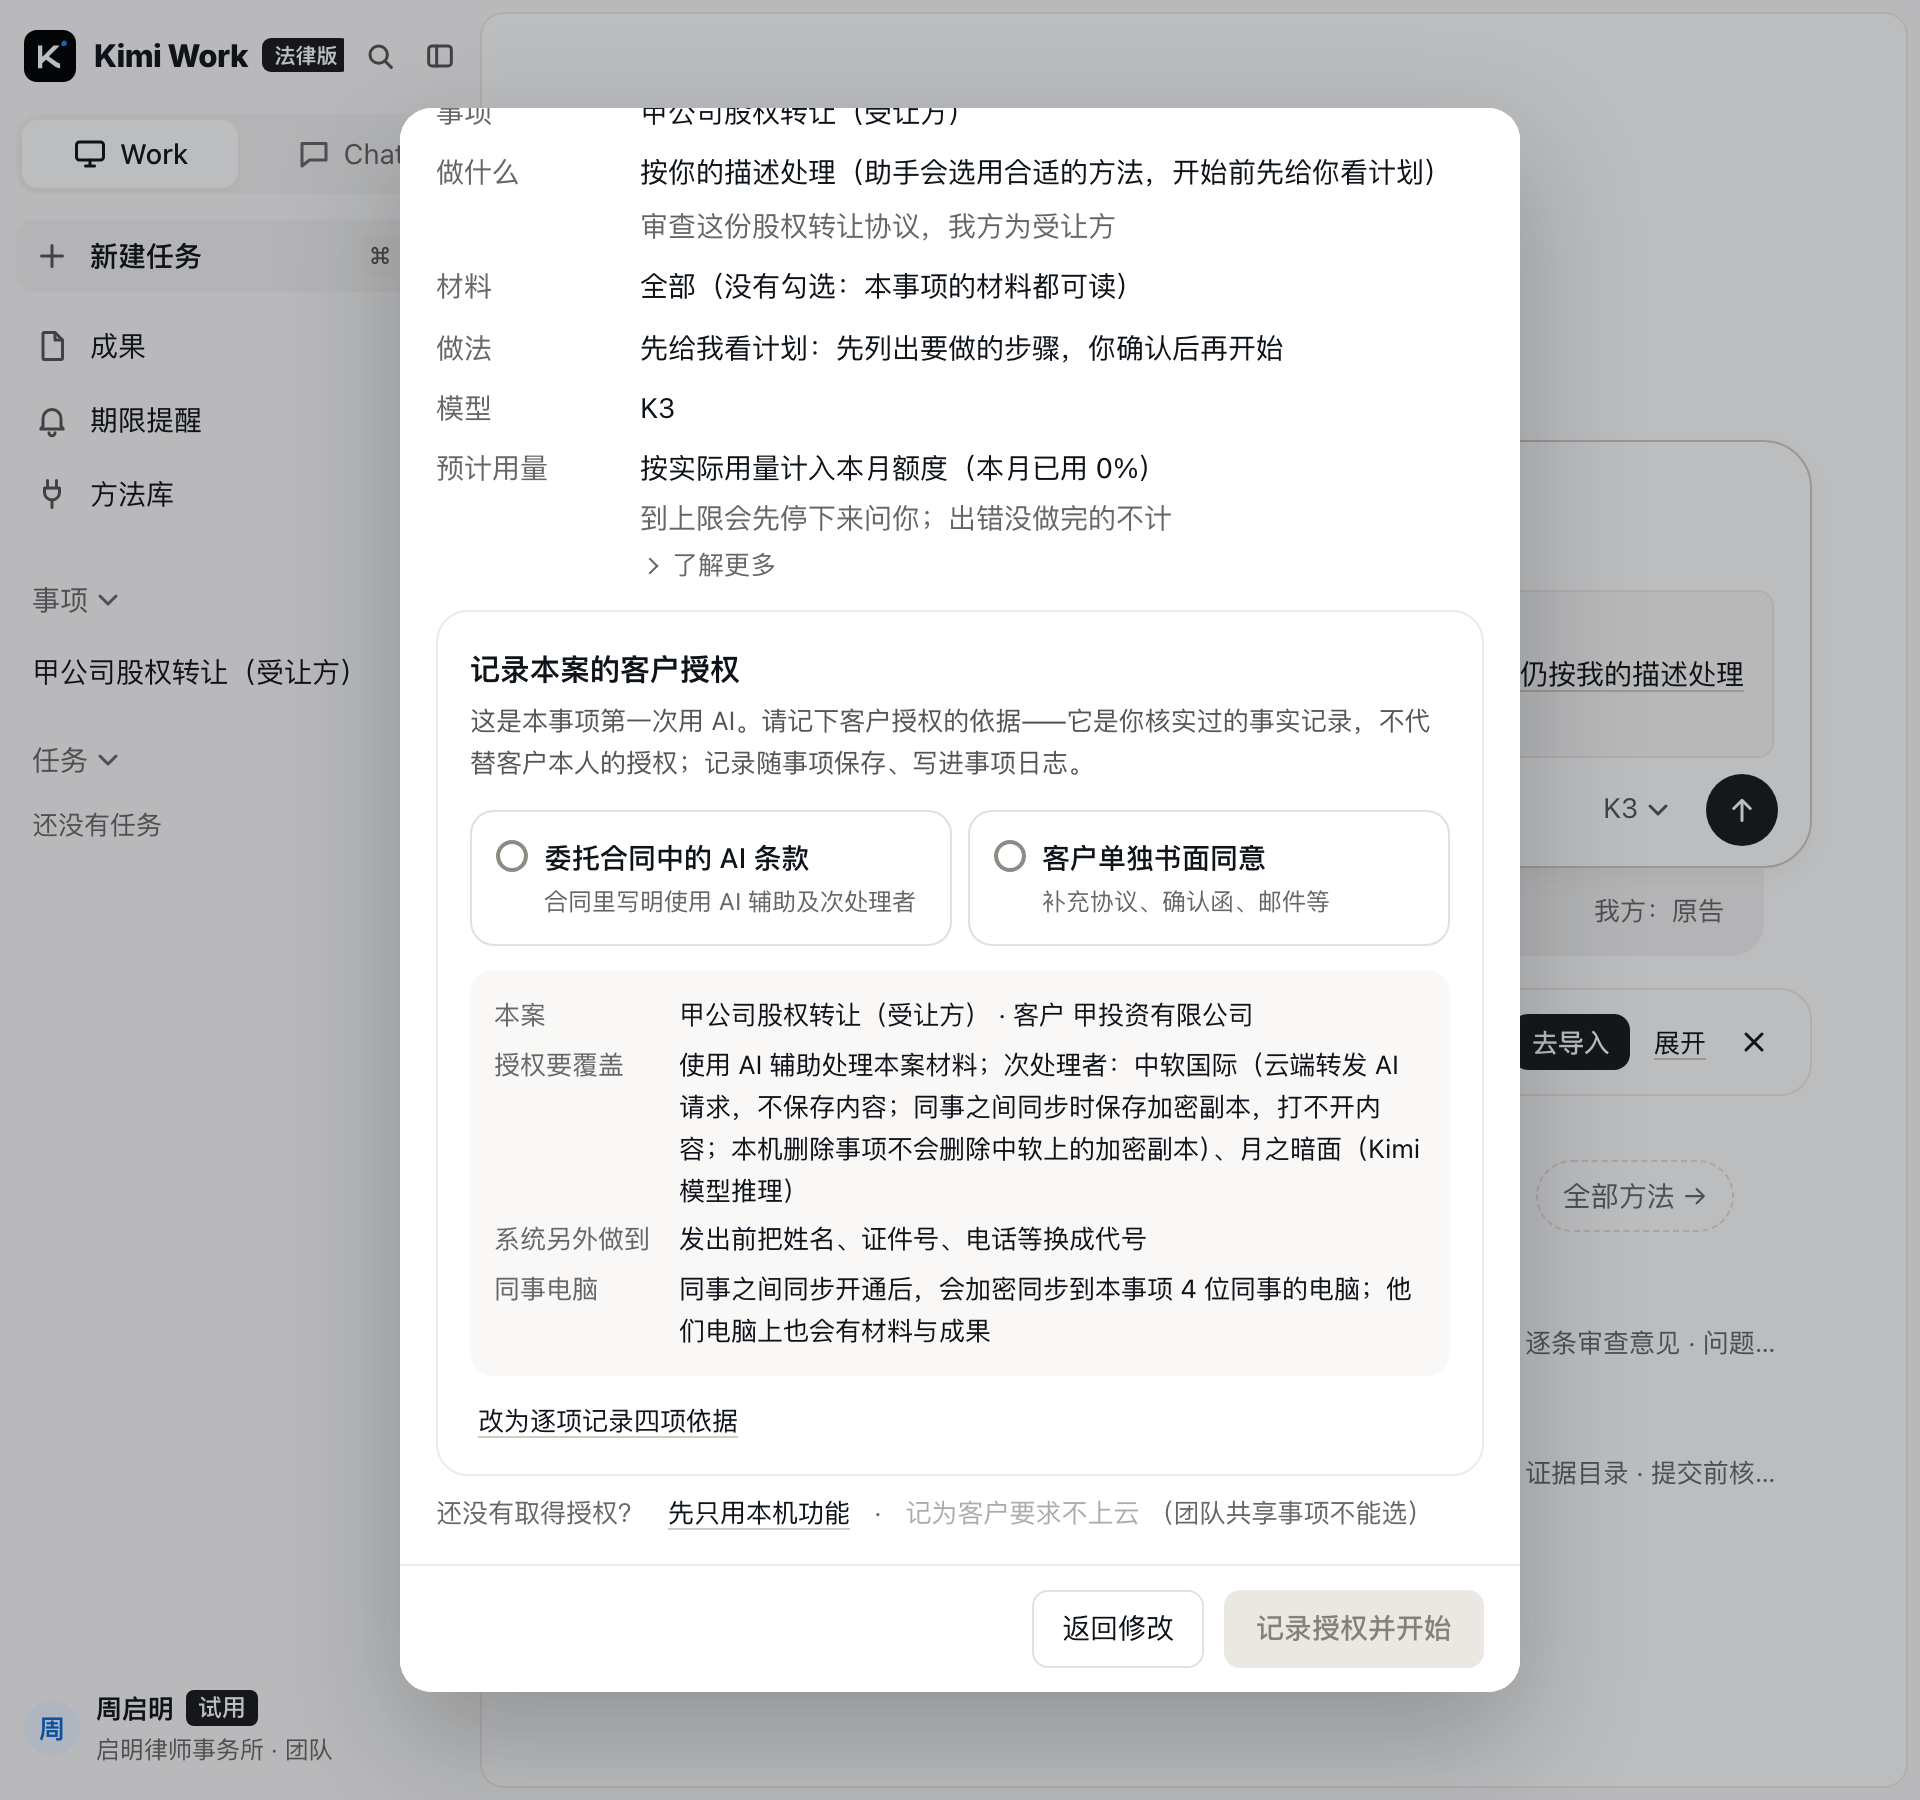 Kimi Work 法律版
Work
Chat
新建任务 ⌘
成果
期限提醒
方法库
事项
甲公司股权转让（受让方）
任务
还没有任务
周 周启明 试用
启明律师事务所 · 团队
事项 甲公司股权转让（受让方）
做什么 按你的描述处理（助手会选用合适的方法，开始前先给你看计划）
审查这份股权转让协议，我方为受让方
材料 全部（没有勾选：本事项的材料都可读）
做法 先给我看计划：先列出要做的步骤，你确认后再开始
模型 K3
预计用量 按实际用量计入本月额度（本月已用 0%）
到上限会先停下来问你；出错没做完的不计
了解更多
记录本案的客户授权
这是本事项第一次用 AI。请记下客户授权的依据——它是你核实过的事实记录，不代
替客户本人的授权；记录随事项保存、写进事项日志。
委托合同中的 AI 条款
合同里写明使用 AI 辅助及次处理者
客户单独书面同意
补充协议、确认函、邮件等
本案 甲公司股权转让（受让方） · 客户 甲投资有限公司
授权要覆盖 使用 AI 辅助处理本案材料；次处理者：中软国际（云端转发 AI
请求，不保存内容；同事之间同步时保存加密副本，打不开内
容；本机删除事项不会删除中软上的加密副本）、月之暗面（Kimi
模型推理）
系统另外做到 发出前把姓名、证件号、电话等换成代号
同事电脑 同事之间同步开通后，会加密同步到本事项 4 位同事的电脑；他
们电脑上也会有材料与成果
改为逐项记录四项依据
还没有取得授权？ 先只用本机功能 · 记为客户要求不上云 （团队共享事项不能选）
返回修改
记录授权并开始
仍按我的描述处理
K3
我方：原告
去导入 展开
全部方法 →
逐条审查意见 · 问题...
证据目录 · 提交前核...